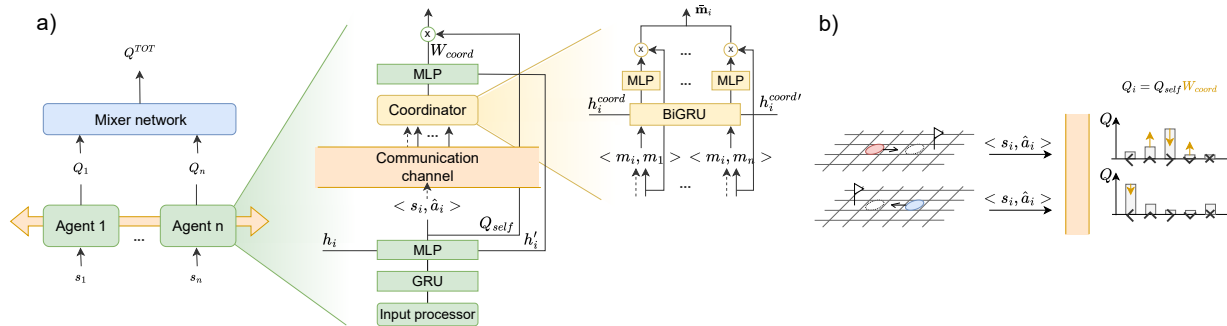 a)
Q^{TOT}
Mixer network
Q_1
Q_n
Agent 1
...
Agent n
s_1
s_n
x
W_{coord}
MLP
Coordinator
...
Communication
channel
< s_i, â_i >
Q_{self}
h_i
MLP
h_i'
GRU
Input processor
m̄_i
x
...
x
MLP
...
MLP
h_i^{coord}
BiGRU
h_i^{coord'}
< m_i, m_1 >
< m_i, m_n >
...
b)
Q_i = Q_{self}W_{coord}
< s_i, â_i >
Q
< s_i, â_i >
Q